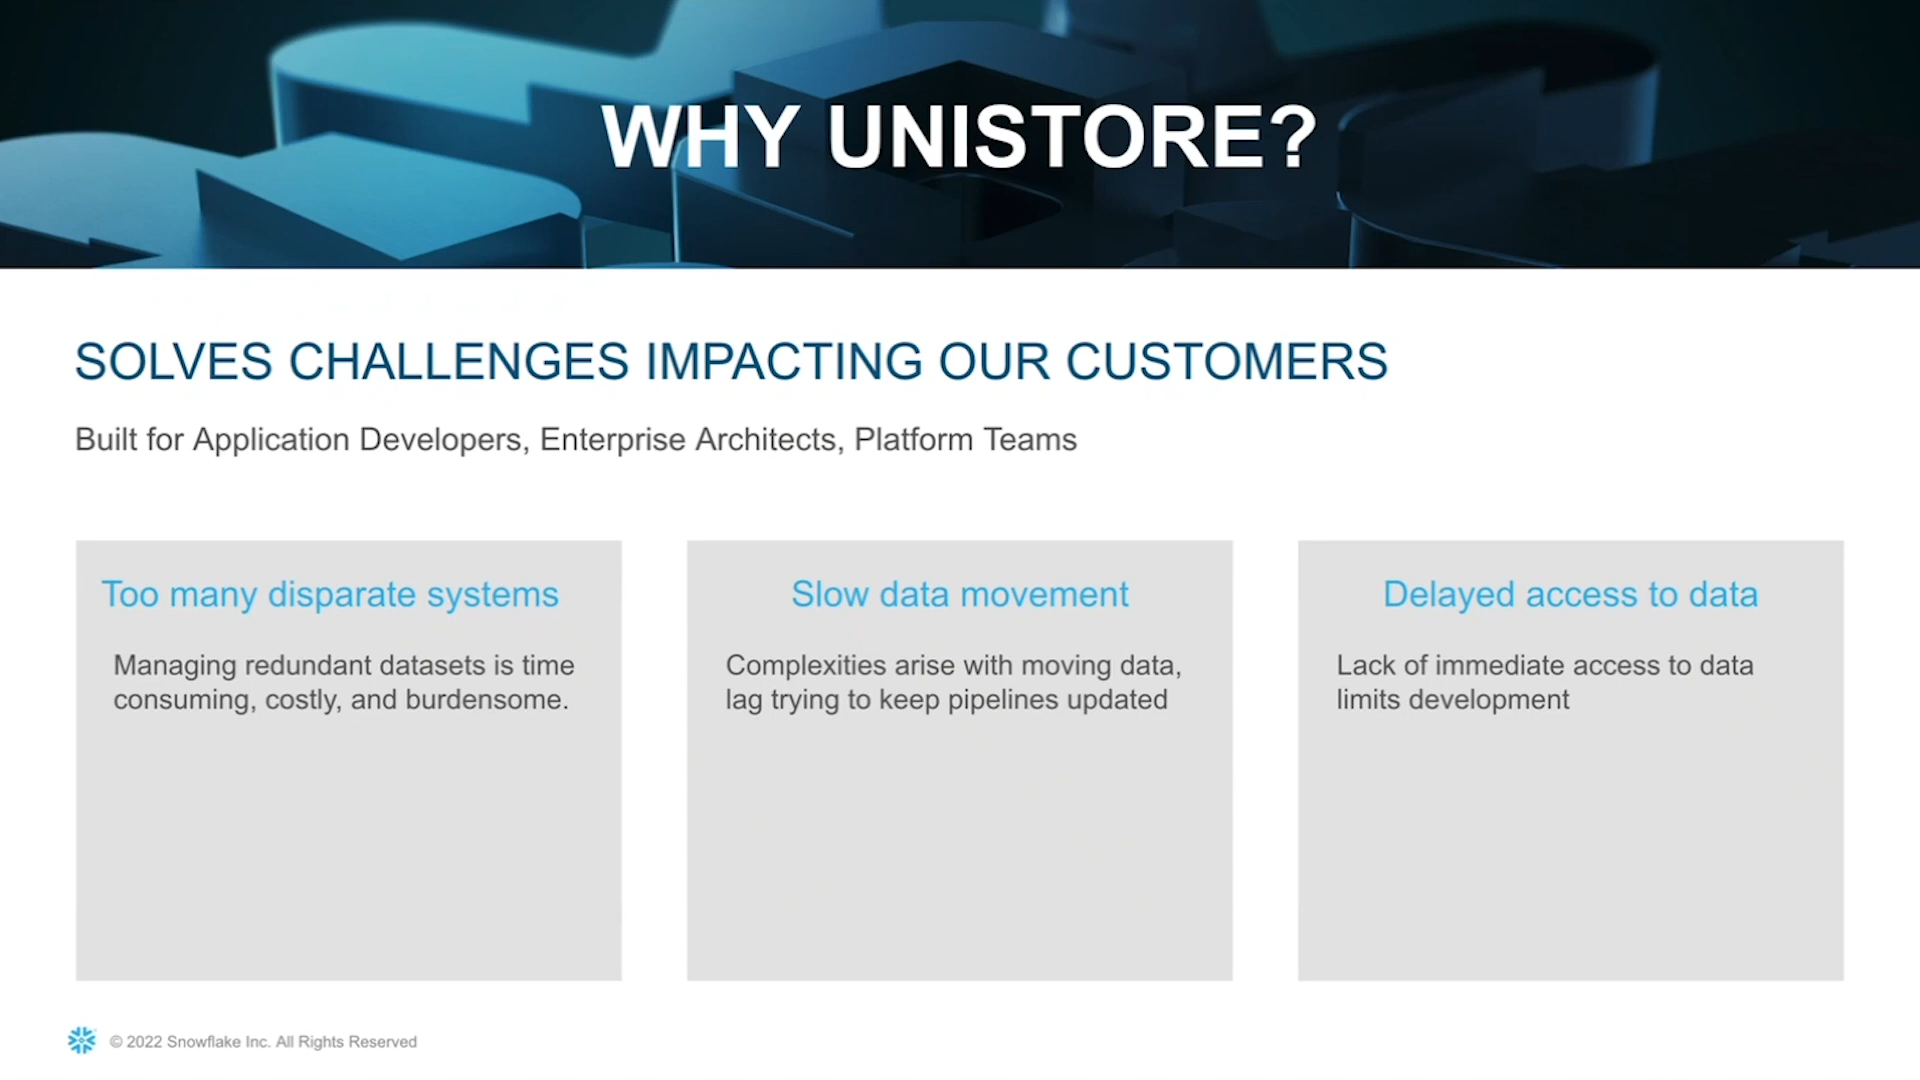 WHY UNISTORE?
SOLVES CHALLENGES IMPACTING OUR CUSTOMERS
Built for Application Developers, Enterprise Architects, Platform Teams
Too many disparate systems
Managing redundant datasets is time
consuming, costly, and burdensome.
Slow data movement
Complexities arise with moving data,
lag trying to keep pipelines updated
Delayed access to data
Lack of immediate access to data
limits development
© 2022 Snowflake Inc. All Rights Reserved